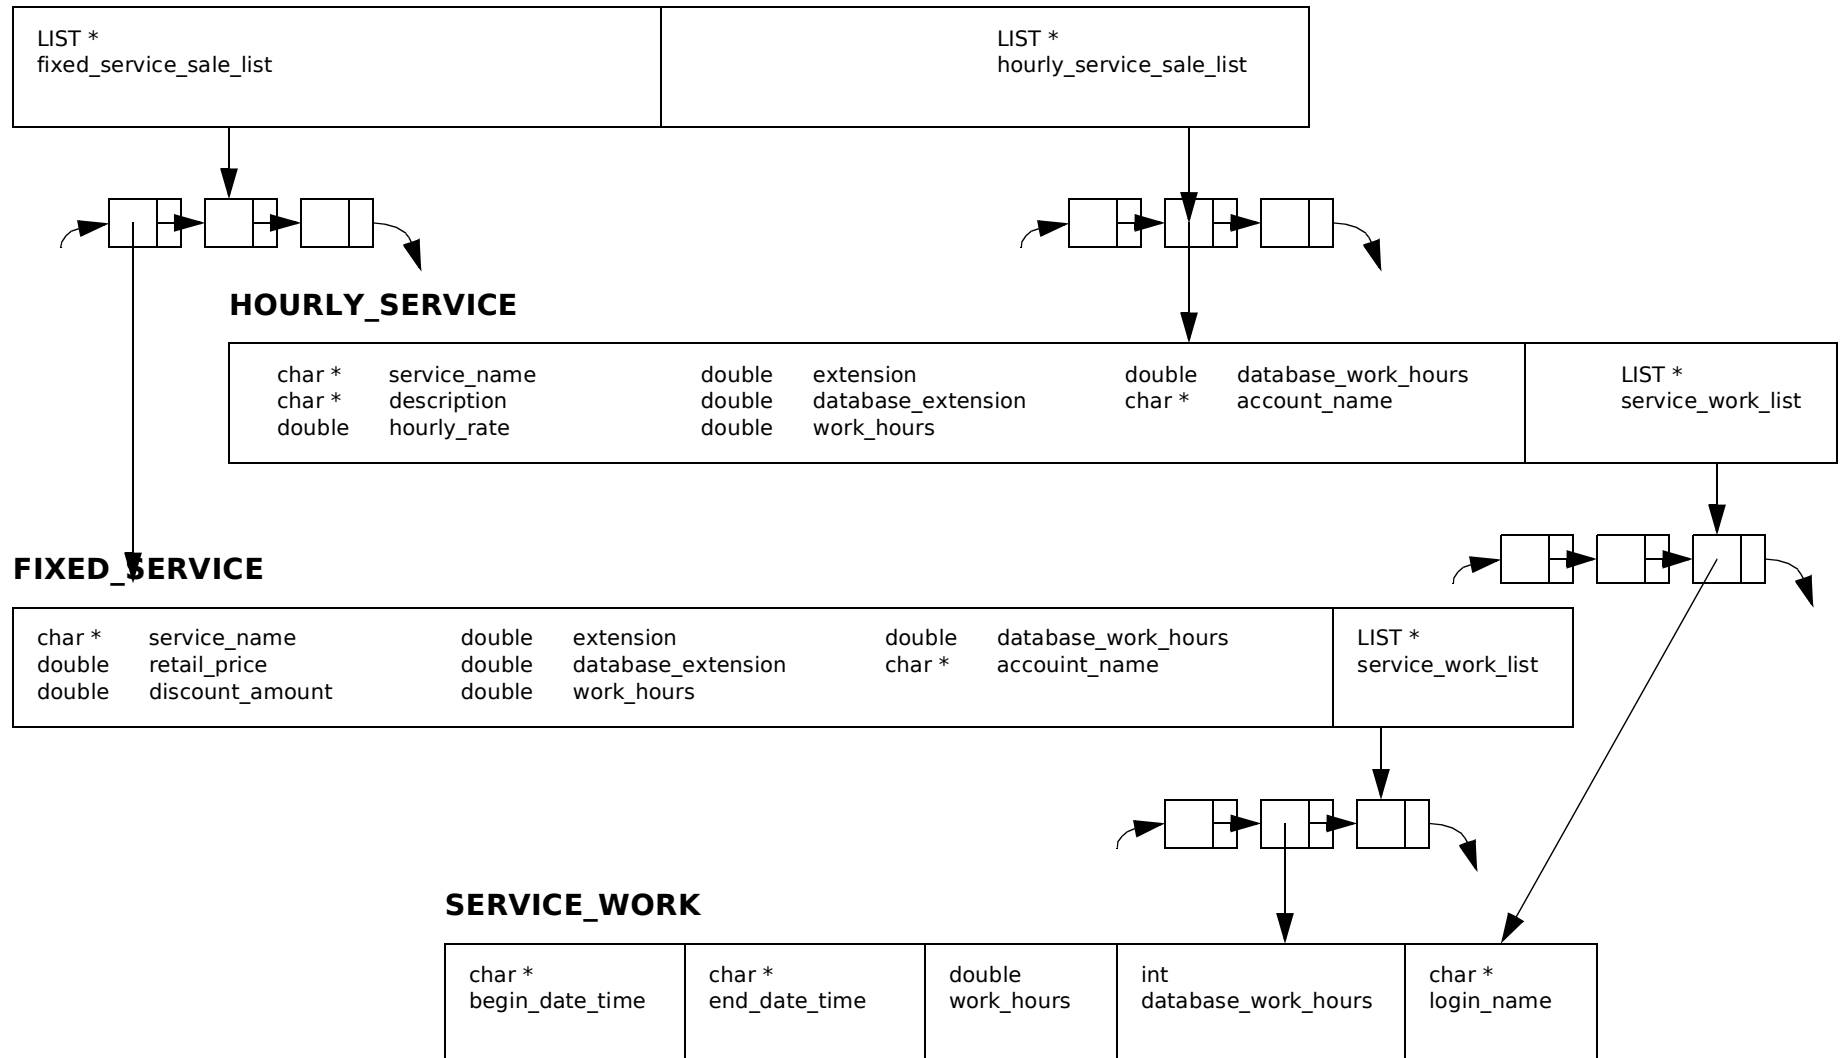 LIST * LIST *
fixed_service_sale_list hourly_service_sale_list
HOURLY_SERVICE
char * service_name double extension double database_work_hours LIST *
char * description double database_extension char * account_name service_work_list
double hourly_rate double work_hours
FIXED_SERVICE
char * service_name double extension double database_work_hours LIST *
double retail_price double database_extension char * accouint_name service_work_list
double discount_amount double work_hours
SERVICE_WORK
char * char * double int char *
begin_date_time end_date_time work_hours database_work_hours login_name